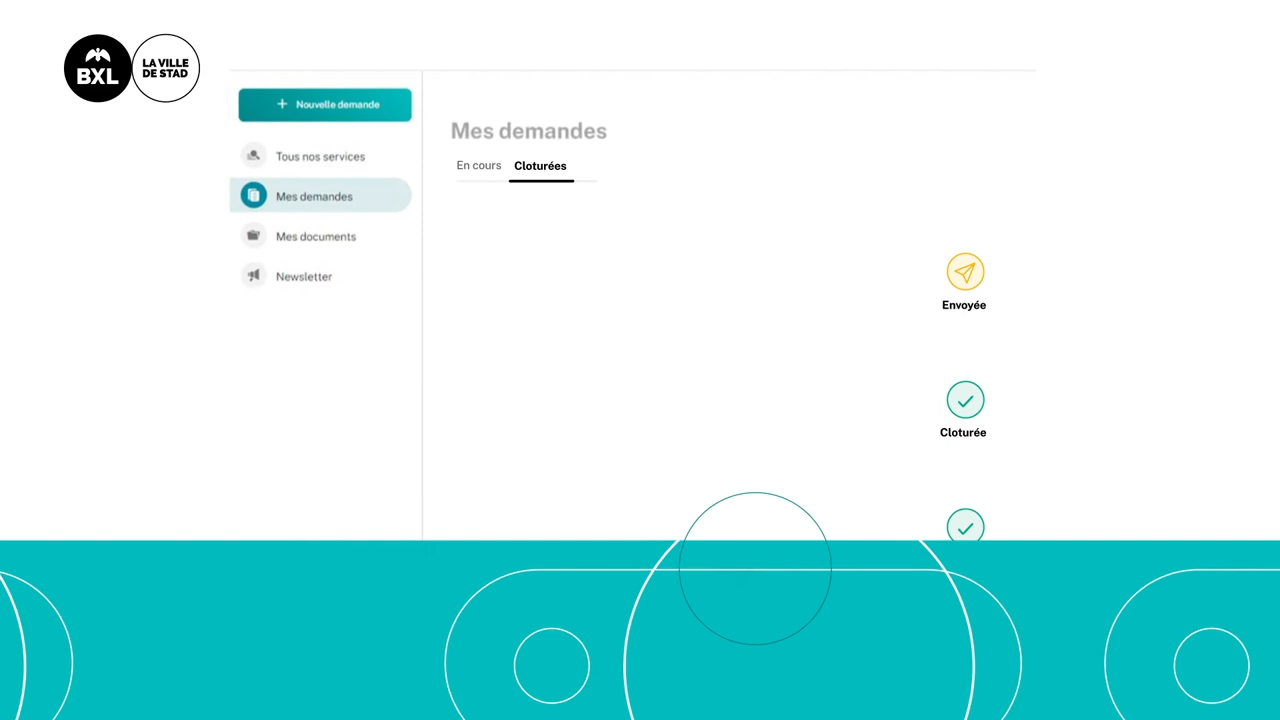 BXL
LA VILLE
DE STAD
Nouvelle demande
Tous nos services
Mes demandes
Mes documents
Newsletter
Mes demandes
En cours Cloturées
Envoyée
Cloturée